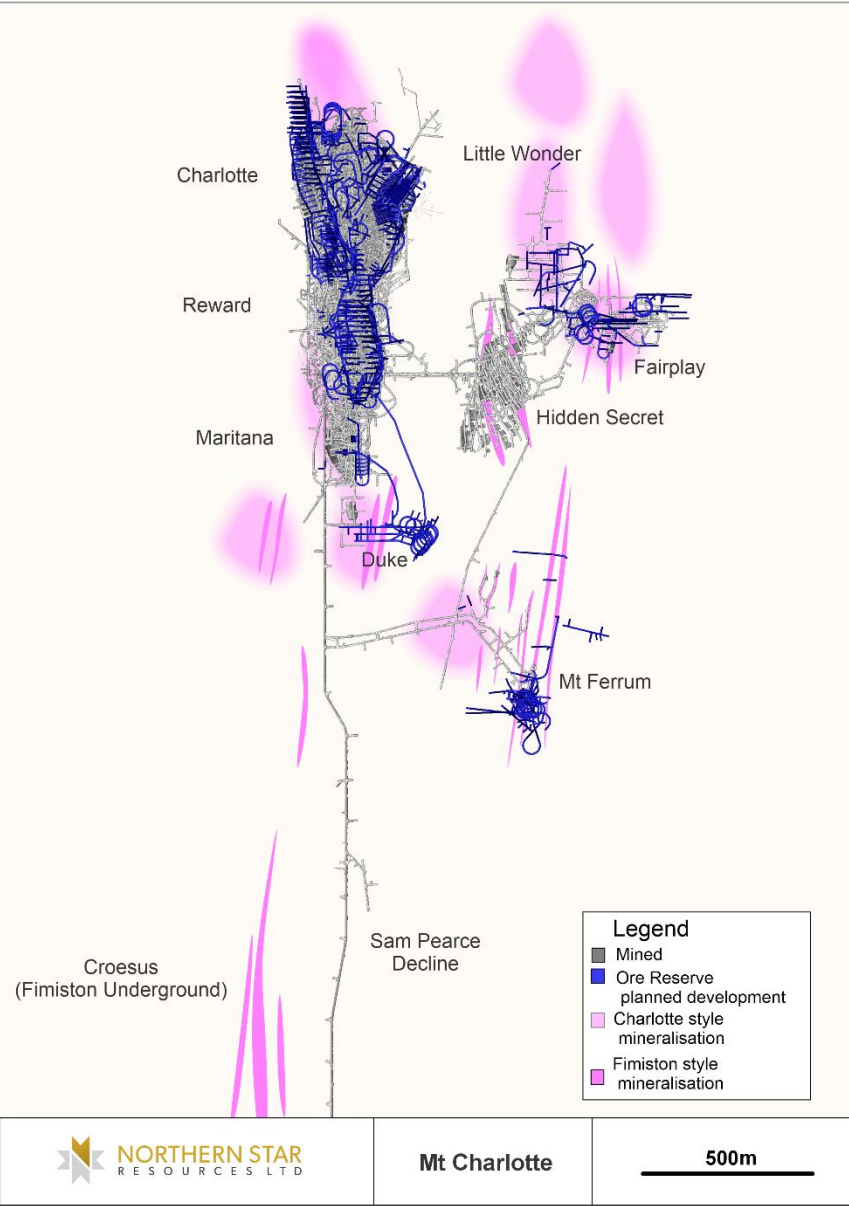 Little Wonder
Charlotte
Reward
Fairplay
Hidden Secret
Maritana
Duke
Mt Ferrum
Sam Pearce
Decline
Croesus
(Fimiston Underground)
Legend
Mined
Ore Reserve
planned development
Charlotte style
mineralisation
Fimiston style
mineralisation
NORTHERN STAR
RESOURCES LTD
Mt Charlotte
500m